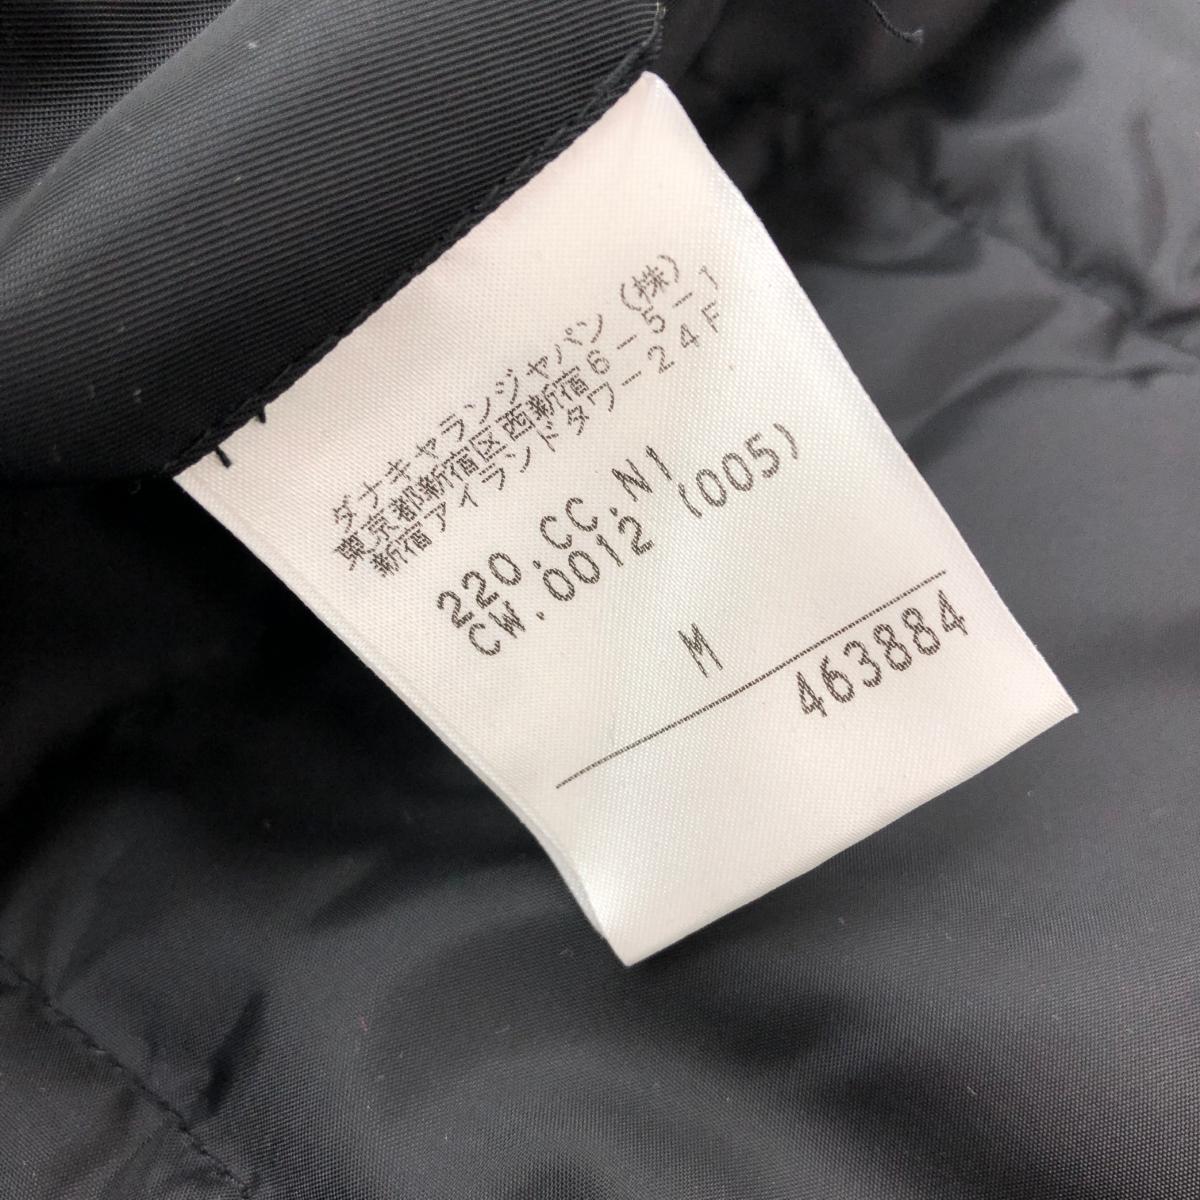 ダナキャランジャパン(株)
東京都新宿区西新宿6-5-1
新宿アイランドタワー24F
220.CC.N1
CW.0012 (005)
M
463884